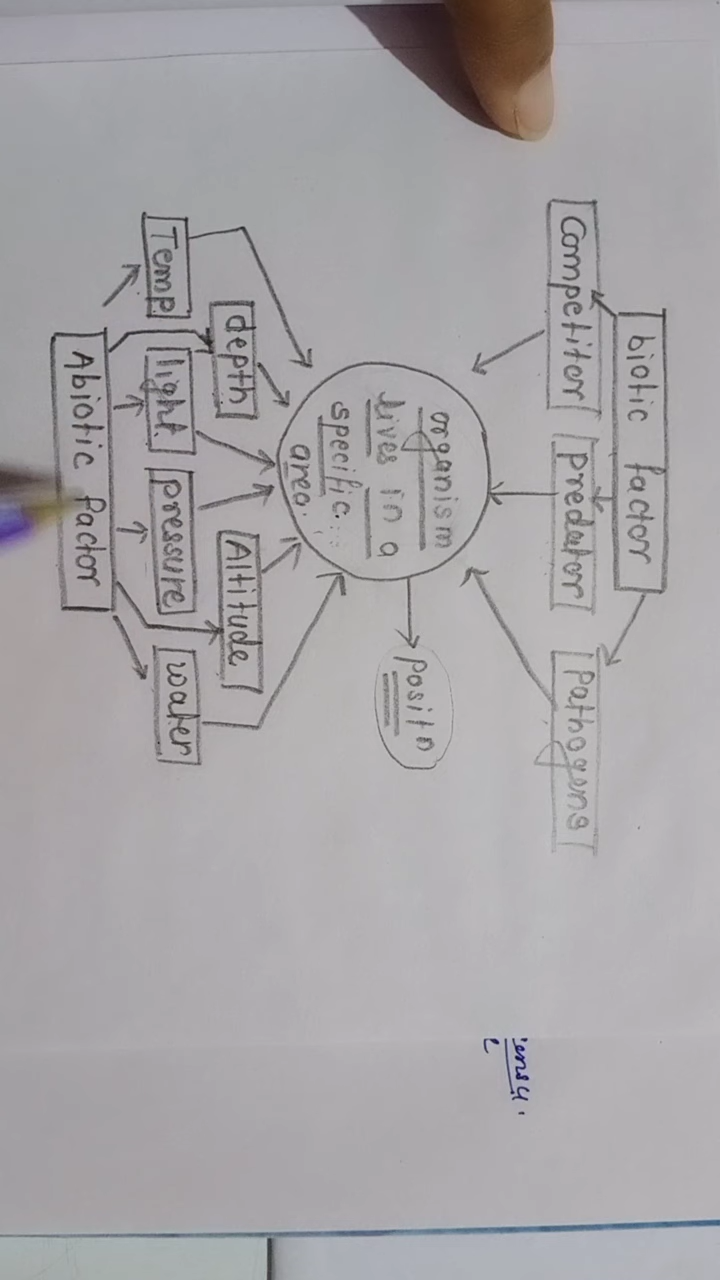 biotic factor
Competitor
predator
Pathogens
organism
lives in a
specific
area.
positn
depth
Altitude
Temp
light
pressure
water
Abiotic factor